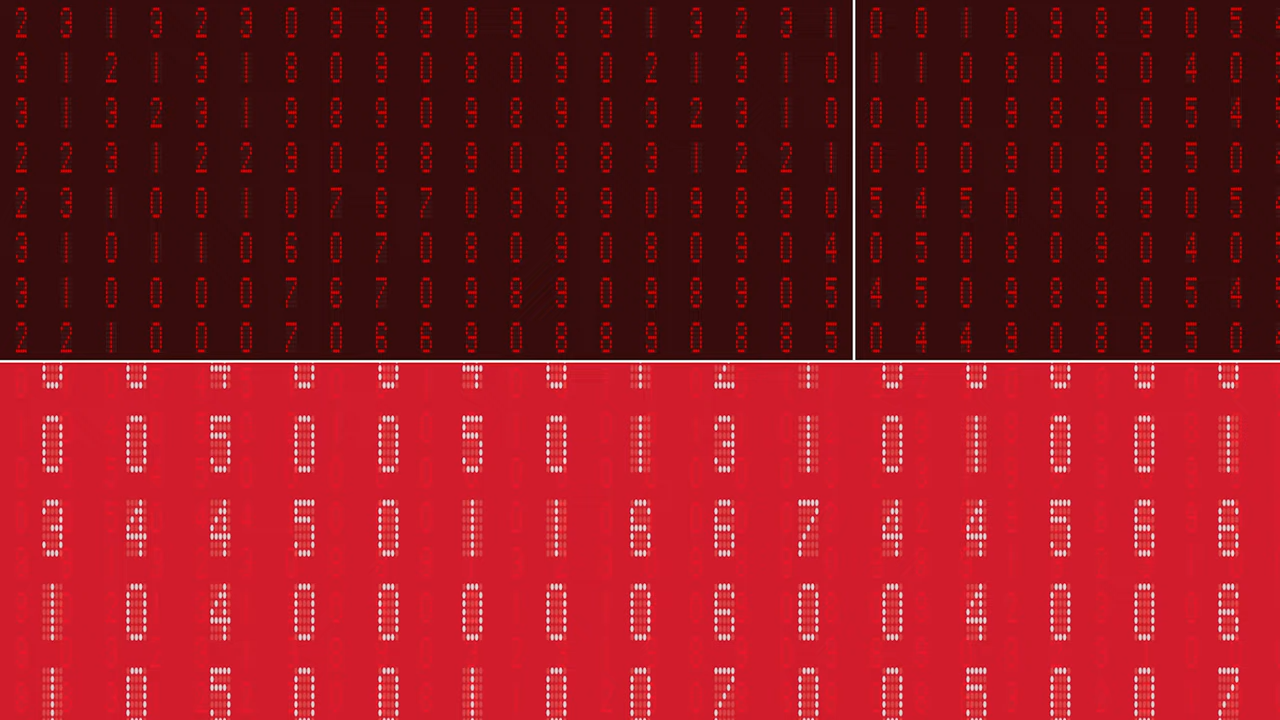 2 3 1 3 2 3 0 9 8 9 0 9 8 9 1 3 2 3 1
3 1 2 1 3 1 8 0 9 0 8 0 9 0 2 1 3 1 0
3 1 3 2 3 1 9 8 9 0 9 8 9 0 3 2 3 1 0
2 2 3 1 2 2 9 0 8 8 9 0 8 8 3 1 2 2 1
2 3 1 0 0 1 0 7 6 7 0 9 8 9 0 9 8 9 0
3 1 0 1 1 0 6 0 7 0 8 0 9 0 8 0 9 0 4
3 1 0 0 0 0 7 6 7 0 9 8 9 0 9 8 9 0 5
2 2 1 0 0 0 7 0 6 6 9 0 8 8 9 0 8 8 5
0 0 1 0 9 8 9 0 5
1 1 0 8 0 9 0 4 0
0 0 0 9 8 9 0 5 4
0 0 0 9 0 8 8 5 0
5 4 5 0 9 8 9 0 5
0 5 0 8 0 9 0 4 0
4 5 0 9 8 9 0 5 4
0 4 4 9 0 8 8 5 0
0 0 5 0 0 5 0 1 3 1 0 1 0 0 1
3 4 4 5 0 1 1 6 6 7 4 4 5 6 6
1 0 4 0 0 0 0 0 6 0 0 4 0 0 6
1 0 5 0 0 1 0 0 7 0 0 5 0 0 7